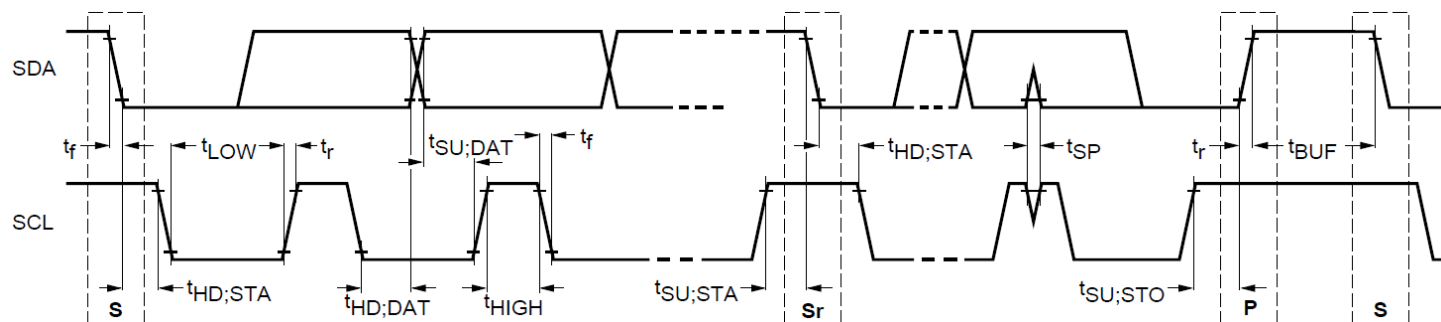 SDA
t_f t_LOW t_r t_SU;DAT t_f t_HD;STA t_SP t_r t_BUF
SCL
S t_HD;STA t_HD;DAT t_HIGH t_SU;STA Sr t_SU;STO P S